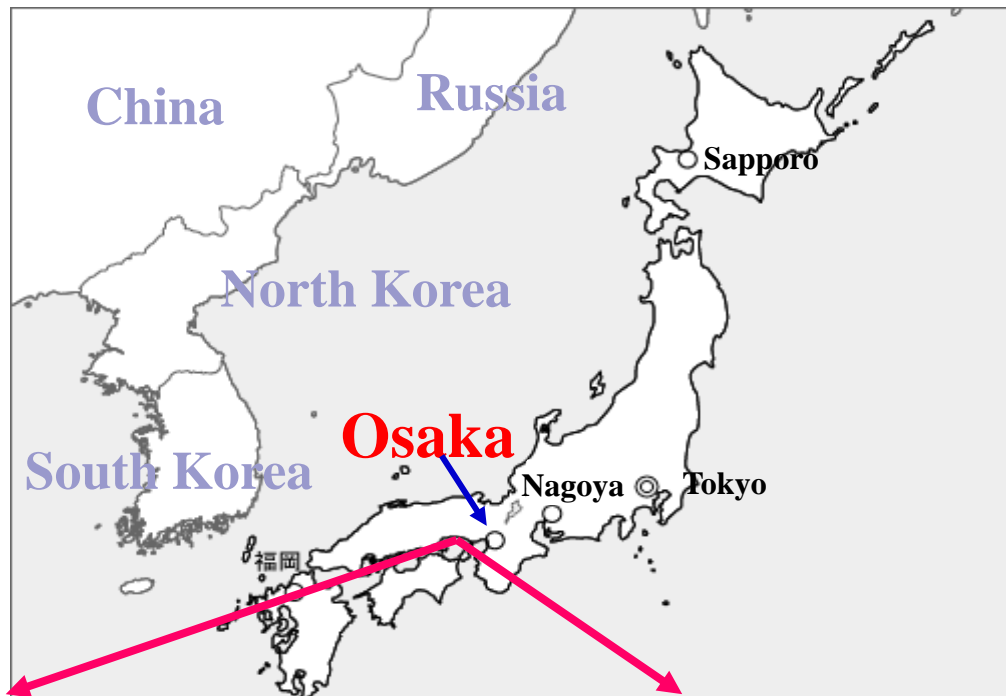 China
Russia
Sapporo
North Korea
Osaka
South Korea
Nagoya
Tokyo
福岡